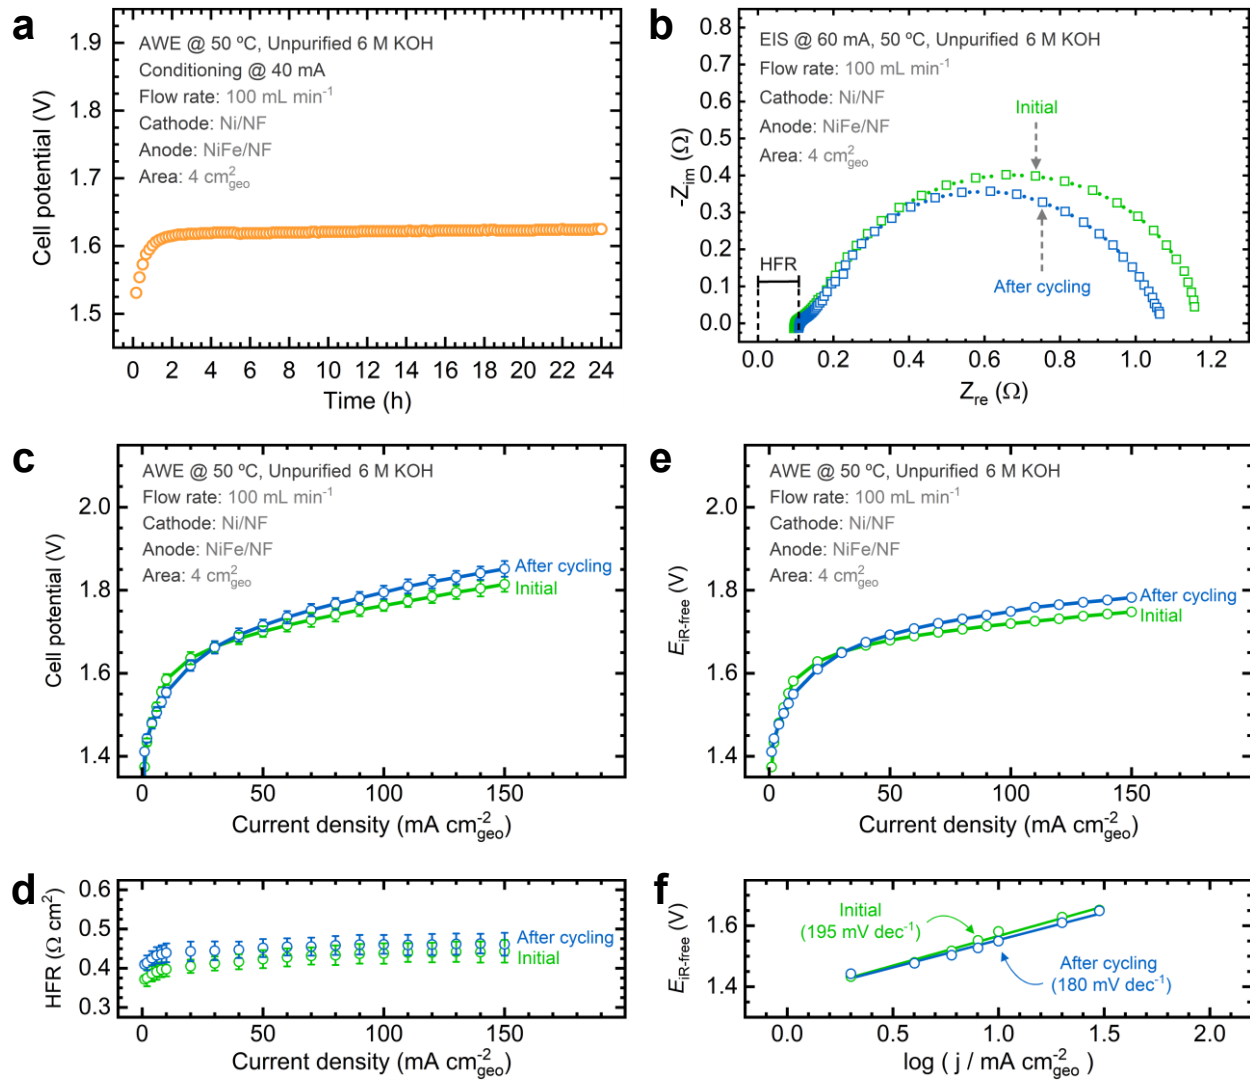 a
AWE @ 50 ºC, Unpurified 6 M KOH
Conditioning @ 40 mA
Flow rate: 100 mL min-1
Cathode: Ni/NF
Anode: NiFe/NF
Area: 4 cm2geo
1.9
1.8
1.7
1.6
1.5
Cell potential (V)
0 2 4 6 8 10 12 14 16 18 20 22 24
Time (h)
b
EIS @ 60 mA, 50 ºC, Unpurified 6 M KOH
Flow rate: 100 mL min-1
Cathode: Ni/NF
Anode: NiFe/NF
Area: 4 cm2geo
Initial
After cycling
HFR
0.8
0.7
0.6
0.5
0.4
0.3
0.2
0.1
0.0
-Zim (Ω)
0.0 0.2 0.4 0.6 0.8 1.0 1.2
Zre (Ω)
c
AWE @ 50 ºC, Unpurified 6 M KOH
Flow rate: 100 mL min-1
Cathode: Ni/NF
Anode: NiFe/NF
Area: 4 cm2geo
After cycling
Initial
2.0
1.8
1.6
1.4
Cell potential (V)
0 50 100 150
Current density (mA cm-2geo)
e
AWE @ 50 ºC, Unpurified 6 M KOH
Flow rate: 100 mL min-1
Cathode: Ni/NF
Anode: NiFe/NF
Area: 4 cm2geo
After cycling
Initial
2.0
1.8
1.6
1.4
EiR-free (V)
0 50 100 150
Current density (mA cm-2geo)
d
0.6
0.5
0.4
0.3
HFR (Ω cm2)
After cycling
Initial
0 50 100 150
Current density (mA cm-2geo)
f
1.6
1.4
EiR-free (V)
Initial
(195 mV dec-1)
After cycling
(180 mV dec-1)
0.0 0.5 1.0 1.5 2.0
log ( j / mA cm-2geo )